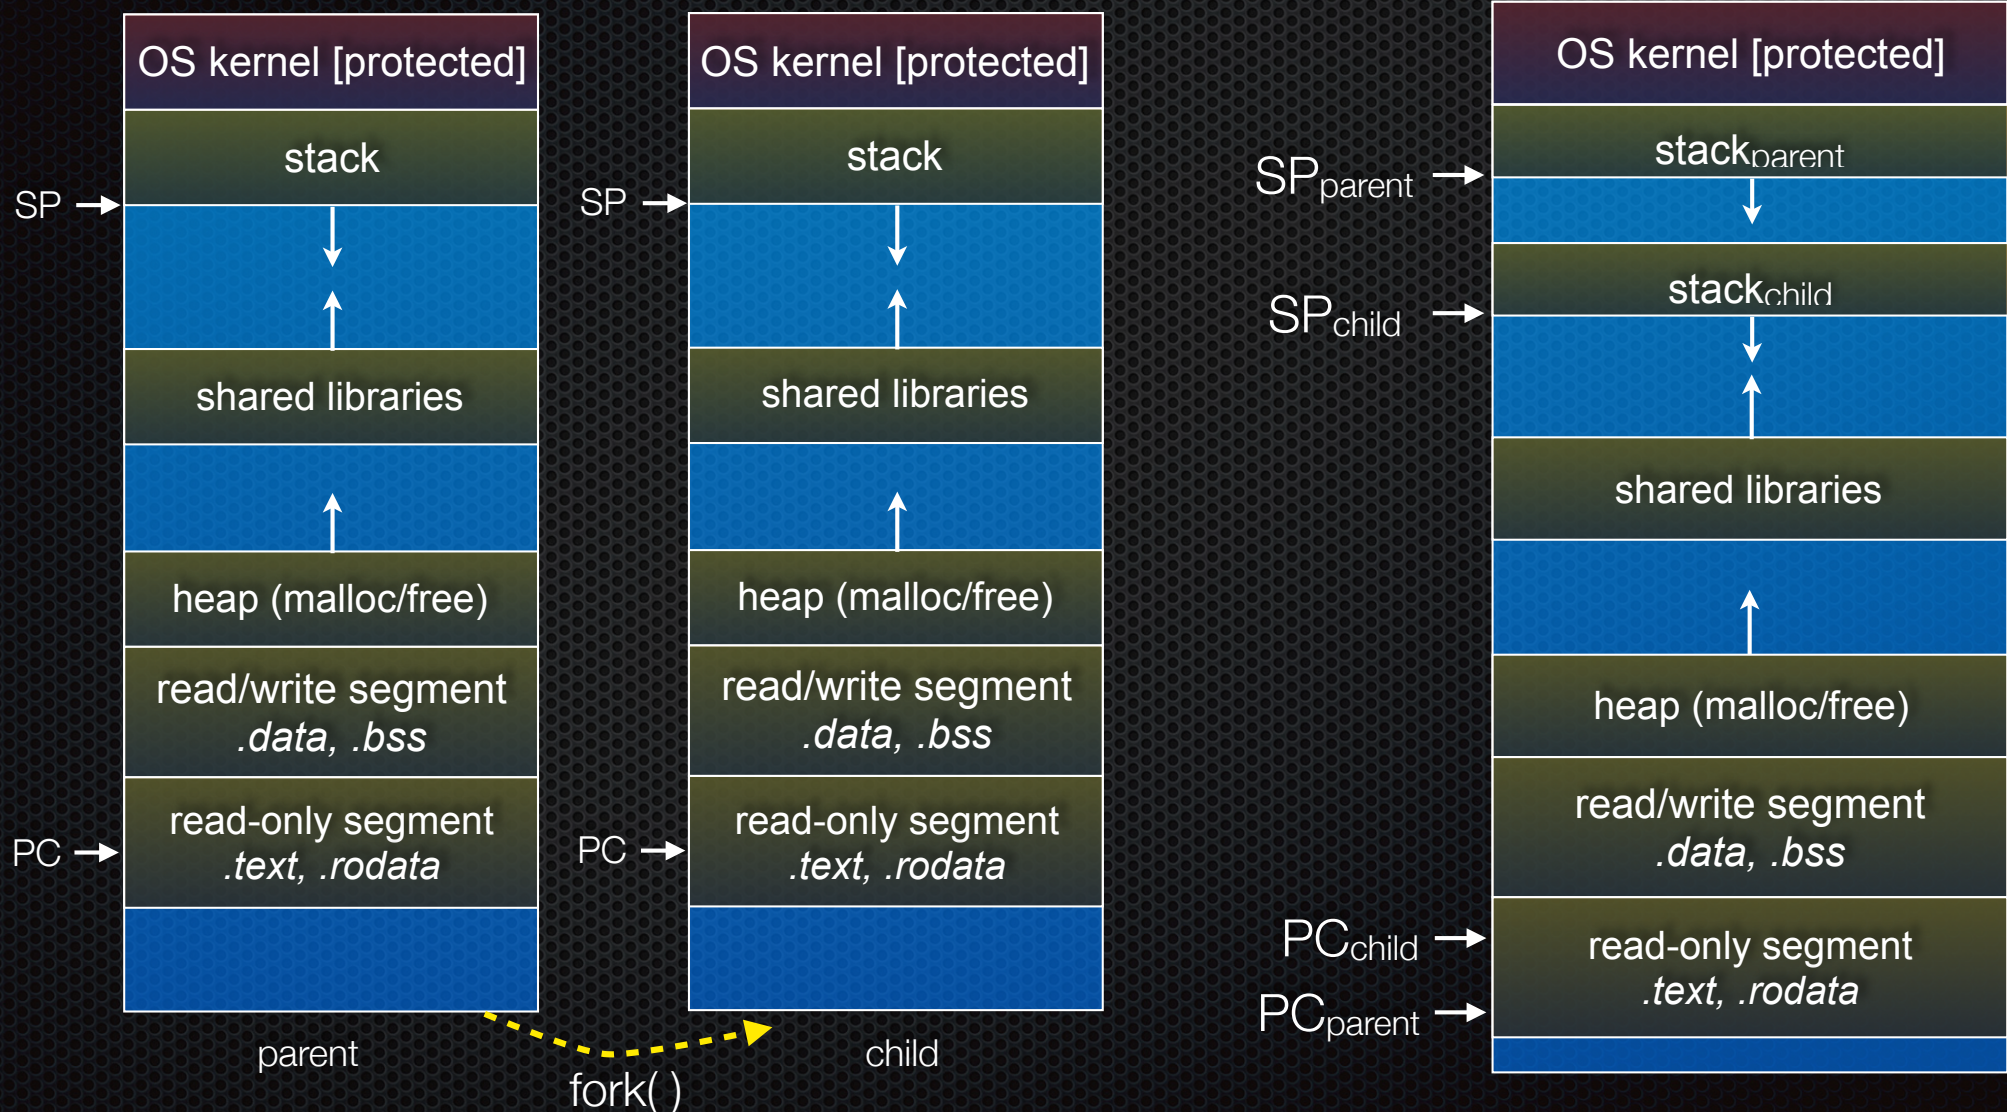 OS kernel [protected]
stack
SP
shared libraries
heap (malloc/free)
read/write segment
.data, .bss
read-only segment
.text, .rodata
PC
parent
OS kernel [protected]
stack
SP
shared libraries
heap (malloc/free)
read/write segment
.data, .bss
read-only segment
.text, .rodata
PC
child
fork( )
OS kernel [protected]
stackparent
SPparent
stackchild
SPchild
shared libraries
heap (malloc/free)
read/write segment
.data, .bss
PCchild
read-only segment
.text, .rodata
PCparent